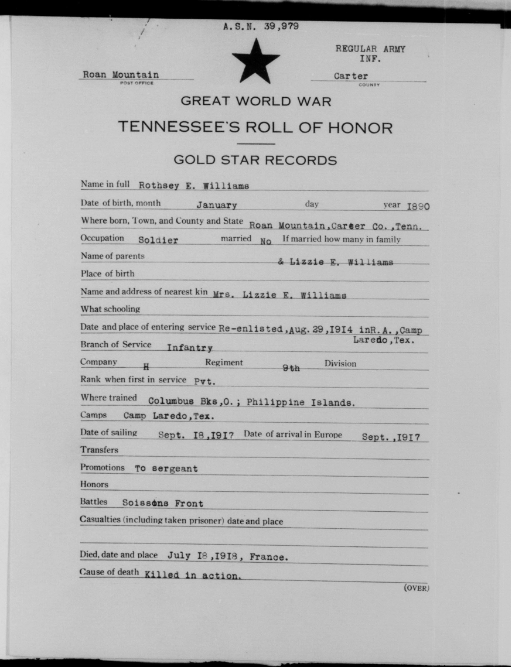 A.S.N. 39,979
REGULAR ARMY
INF.
Roan Mountain
POST OFFICE
Carter
COUNTY
GREAT WORLD WAR
TENNESSEE'S ROLL OF HONOR
GOLD STAR RECORDS
Name in full Rothsey E. Williams
Date of birth, month January day year 1890
Where born, Town, and County and State Roan Mountain,Carter Co.,Tenn.
Occupation Soldier married No If married how many in family
Name of parents & Lizzie E. Williams
Place of birth
Name and address of nearest kin Mrs. Lizzie E. Williams
What schooling
Date and place of entering service Re-enlisted,Aug.29,1914 inR.A.,Camp
Laredo,Tex.
Branch of Service Infantry
Company H Regiment 9th Division
Rank when first in service Pvt.
Where trained Columbus Bks,O.; Philippine Islands.
Camps Camp Laredo,Tex.
Date of sailing Sept. 18,1917 Date of arrival in Europe Sept.,1917
Transfers
Promotions To sergeant
Honors
Battles Soissons Front
Casualties (including taken prisoner) date and place
Died, date and place July 18,1918, France.
Cause of death Killed in action.
(OVER)